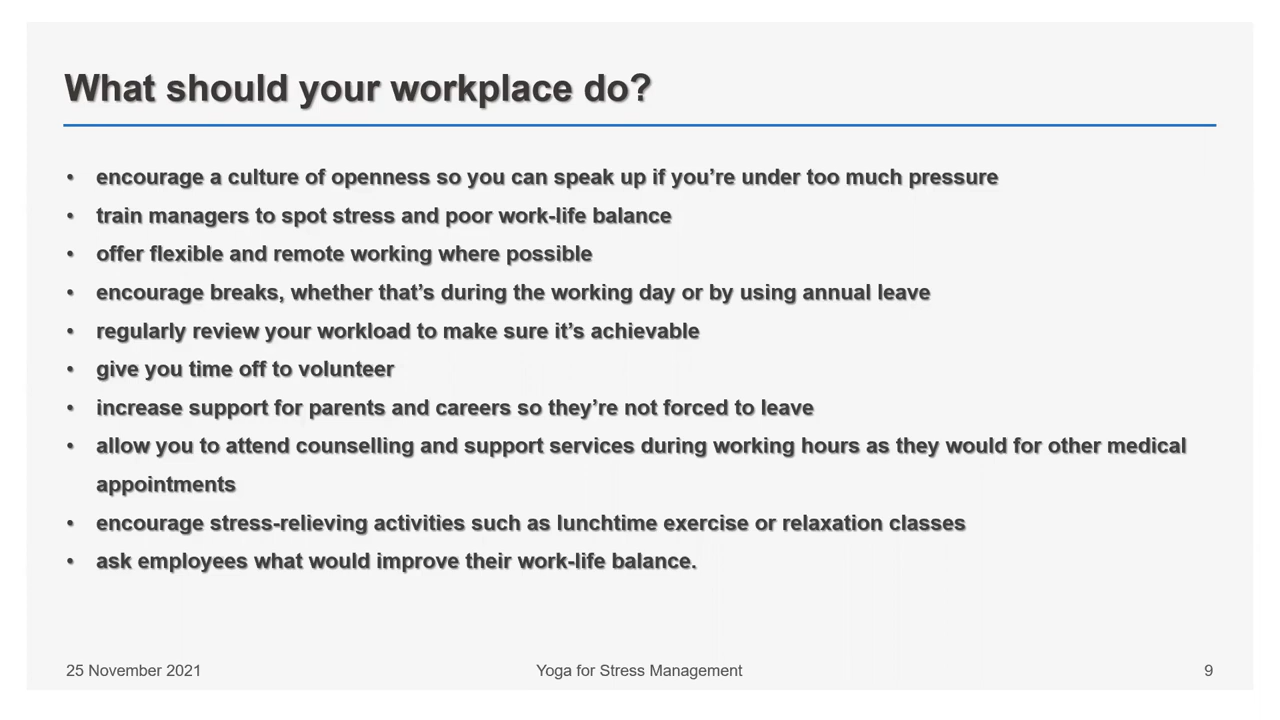 What should your workplace do?
• encourage a culture of openness so you can speak up if you’re under too much pressure
• train managers to spot stress and poor work-life balance
• offer flexible and remote working where possible
• encourage breaks, whether that’s during the working day or by using annual leave
• regularly review your workload to make sure it’s achievable
• give you time off to volunteer
• increase support for parents and careers so they’re not forced to leave
• allow you to attend counselling and support services during working hours as they would for other medical
appointments
• encourage stress-relieving activities such as lunchtime exercise or relaxation classes
• ask employees what would improve their work-life balance.
25 November 2021 Yoga for Stress Management 9